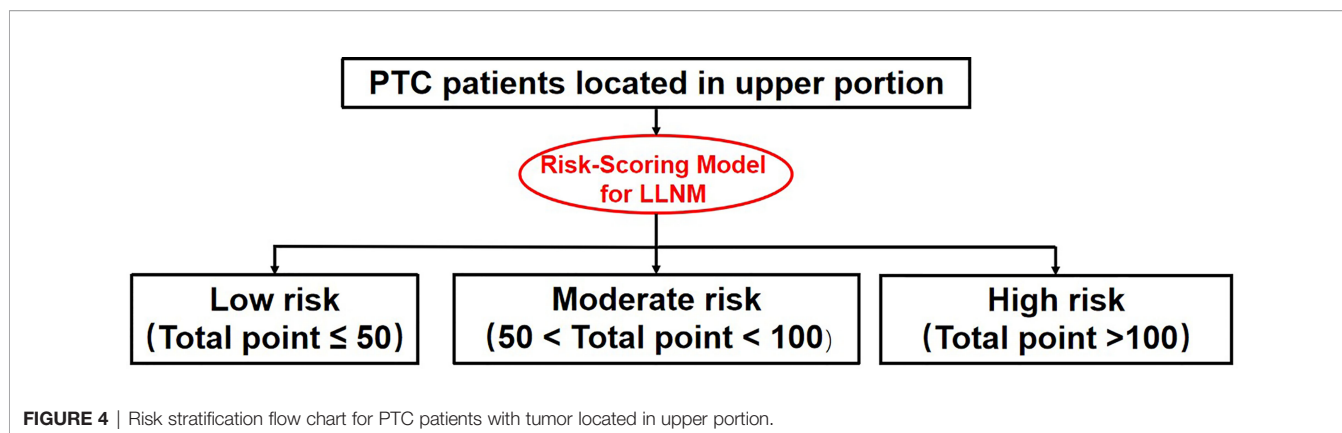 PTC patients located in upper portion
Risk-Scoring Model
for LLNM
Low risk
(Total point ≤ 50)
Moderate risk
(50 < Total point < 100)
High risk
(Total point >100)
FIGURE 4 | Risk stratification flow chart for PTC patients with tumor located in upper portion.